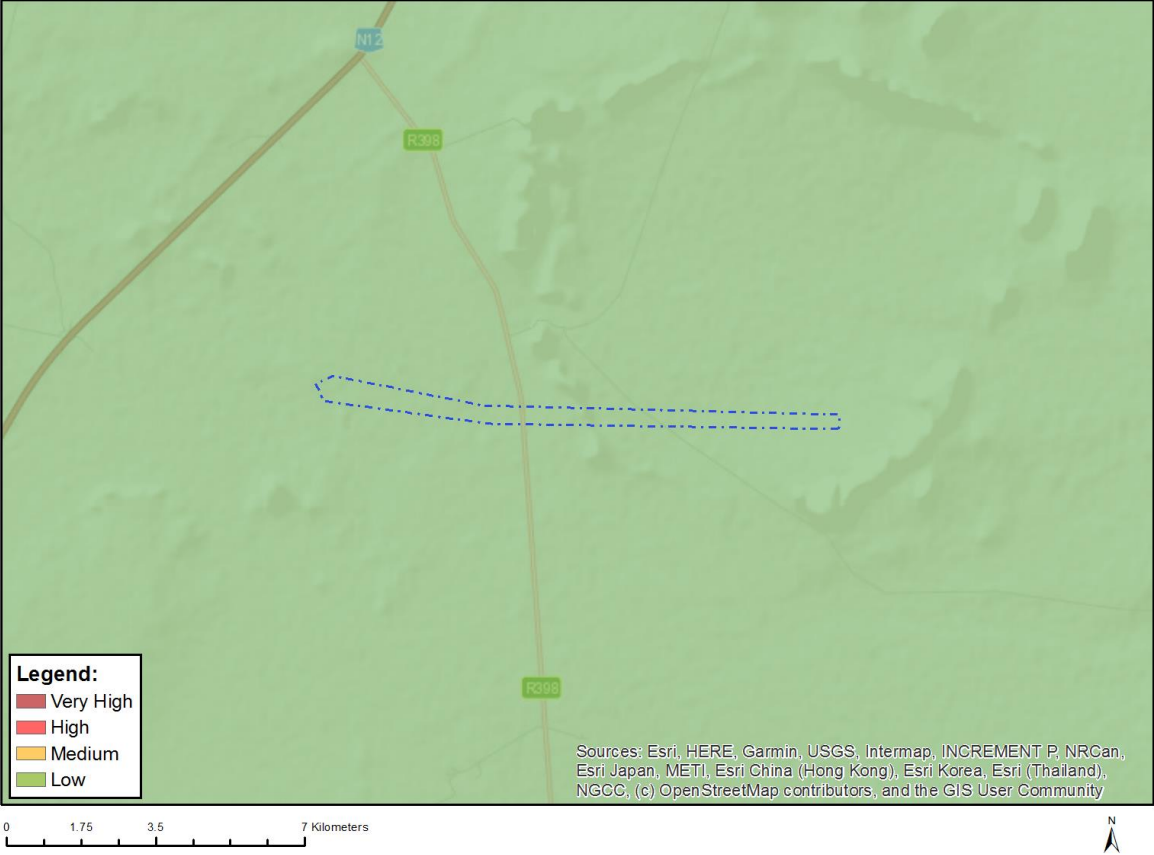 N12
R398
R398
Legend:
Very High
High
Medium
Low
Sources: Esri, HERE, Garmin, USGS, Intermap, INCREMENT P, NRCan,
Esri Japan, METI, Esri China (Hong Kong), Esri Korea, Esri (Thailand),
NGCC, (c) OpenStreetMap contributors, and the GIS User Community
0 1.75 3.5 7 Kilometers
N